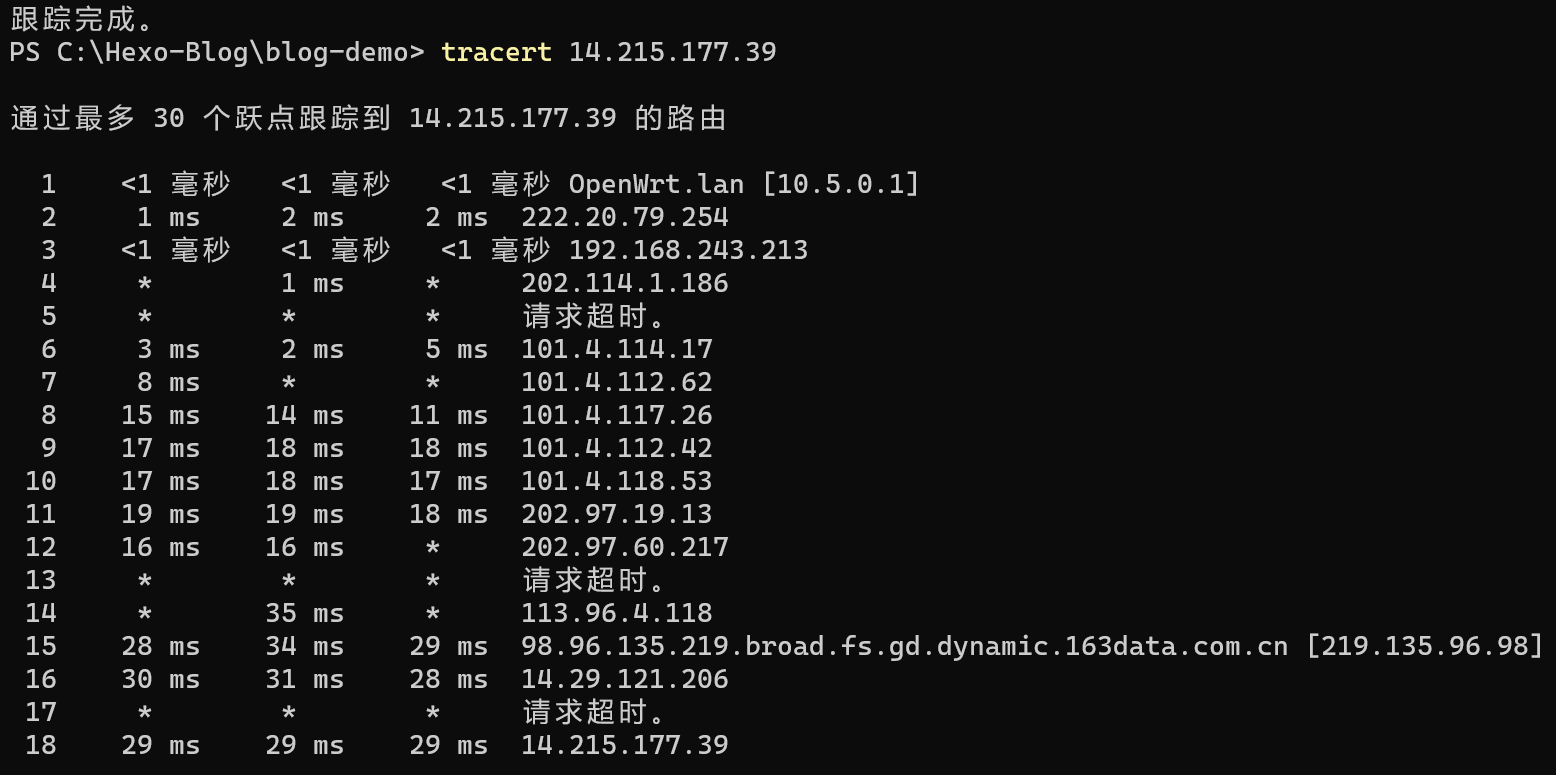 跟踪完成。
PS C:\Hexo-Blog\blog-demo> tracert 14.215.177.39
通过最多 30 个跃点跟踪到 14.215.177.39 的路由
1 <1 毫秒 <1 毫秒 <1 毫秒 OpenWrt.lan [10.5.0.1]
2 1 ms 2 ms 2 ms 222.20.79.254
3 <1 毫秒 <1 毫秒 <1 毫秒 192.168.243.213
4 * 1 ms * 202.114.1.186
5 * * * 请求超时。
6 3 ms 2 ms 5 ms 101.4.114.17
7 8 ms * * 101.4.112.62
8 15 ms 14 ms 11 ms 101.4.117.26
9 17 ms 18 ms 18 ms 101.4.112.42
10 17 ms 18 ms 17 ms 101.4.118.53
11 19 ms 19 ms 18 ms 202.97.19.13
12 16 ms 16 ms * 202.97.60.217
13 * * * 请求超时。
14 * 35 ms * 113.96.4.118
15 28 ms 34 ms 29 ms 98.96.135.219.broad.fs.gd.dynamic.163data.com.cn [219.135.96.98]
16 30 ms 31 ms 28 ms 14.29.121.206
17 * * * 请求超时。
18 29 ms 29 ms 29 ms 14.215.177.39